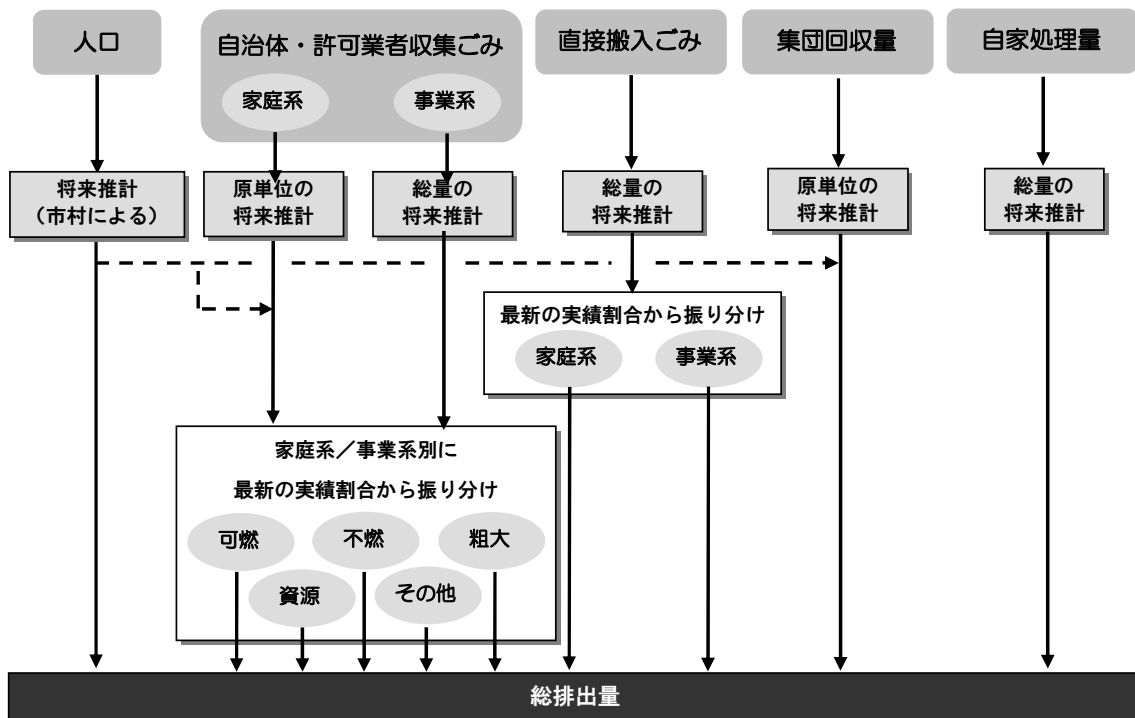 人口
自治体・許可業者収集ごみ
家庭系
事業系
直接搬入ごみ
集団回収量
自家処理量
将来推計
（市村による）
原単位の
将来推計
総量の
将来推計
総量の
将来推計
原単位の
将来推計
総量の
将来推計
最新の実績割合から振り分け
家庭系
事業系
家庭系／事業系別に
最新の実績割合から振り分け
可燃
不燃
粗大
資源
その他
総排出量